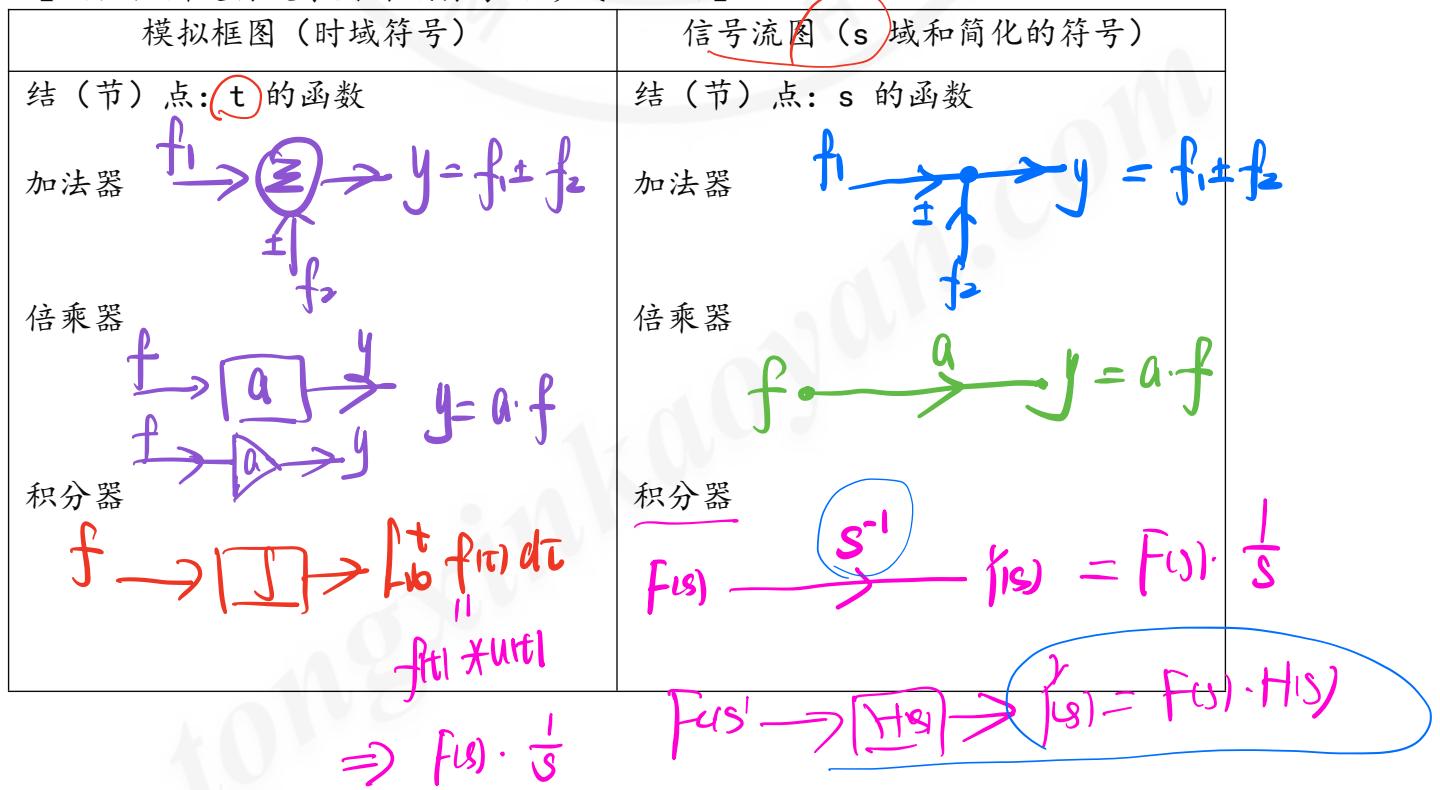 模拟框图（时域符号）
信号流图（s 域和简化的符号）
结（节）点: t 的函数
加法器
f₁ Σ y = f₁ ± f₂
±
f₂
倍乘器
f a y
y = a · f
f a y
积分器
f ∫ ∫₋∞ᵗ f(τ) dτ
॥
f(t) * u(t)
⇒ F(s) · 1/s
结（节）点: s 的函数
加法器
f₁ y = f₁ ± f₂
±
f₂
倍乘器
f a y = a · f
积分器
F(s) s⁻¹ Y(s) = F(s) · 1/s
F(s) H(s) Y(s) = F(s) · H(s)
tongxinkaoyan.com